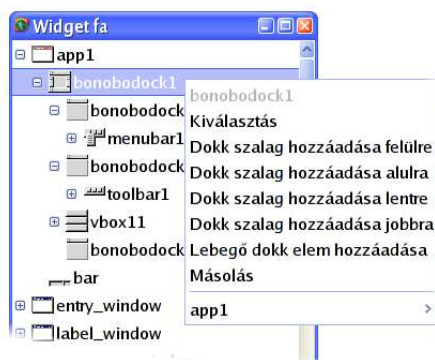 Widget fa
app1
bonobodock1
bonobodock
menubar1
bonobodock
toolbar1
vbox11
bonobodock
bar
entry_window
label_window
bonobodock1
Kiválasztás
Dokk szalag hozzáadása felülre
Dokk szalag hozzáadása alulra
Dokk szalag hozzáadása lentre
Dokk szalag hozzáadása jobbra
Lebegő dokk elem hozzáadása
Másolás
app1